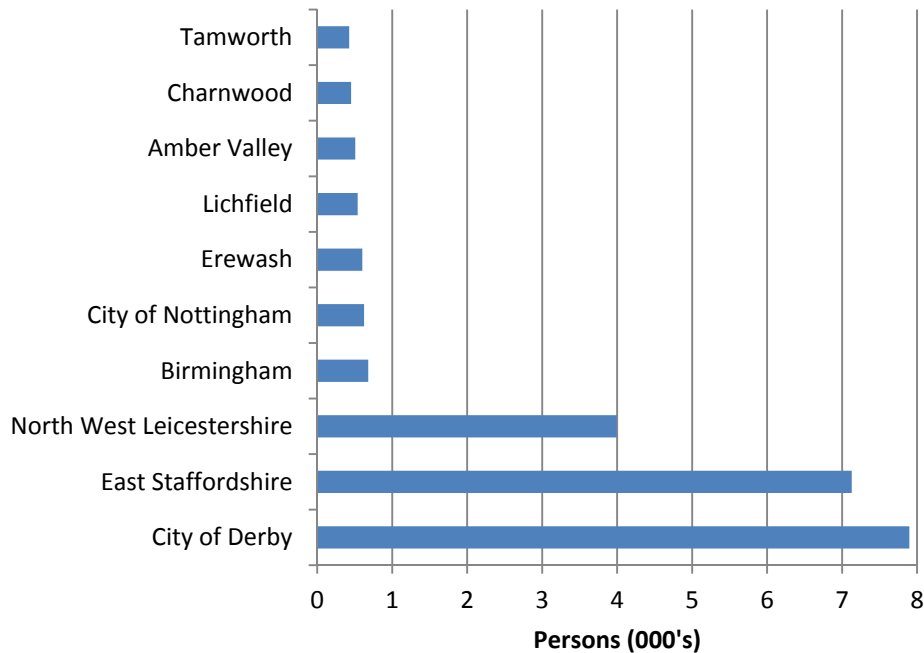 Tamworth
Charnwood
Amber Valley
Lichfield
Erewash
City of Nottingham
Birmingham
North West Leicestershire
East Staffordshire
City of Derby
0 1 2 3 4 5 6 7 8
Persons (000's)